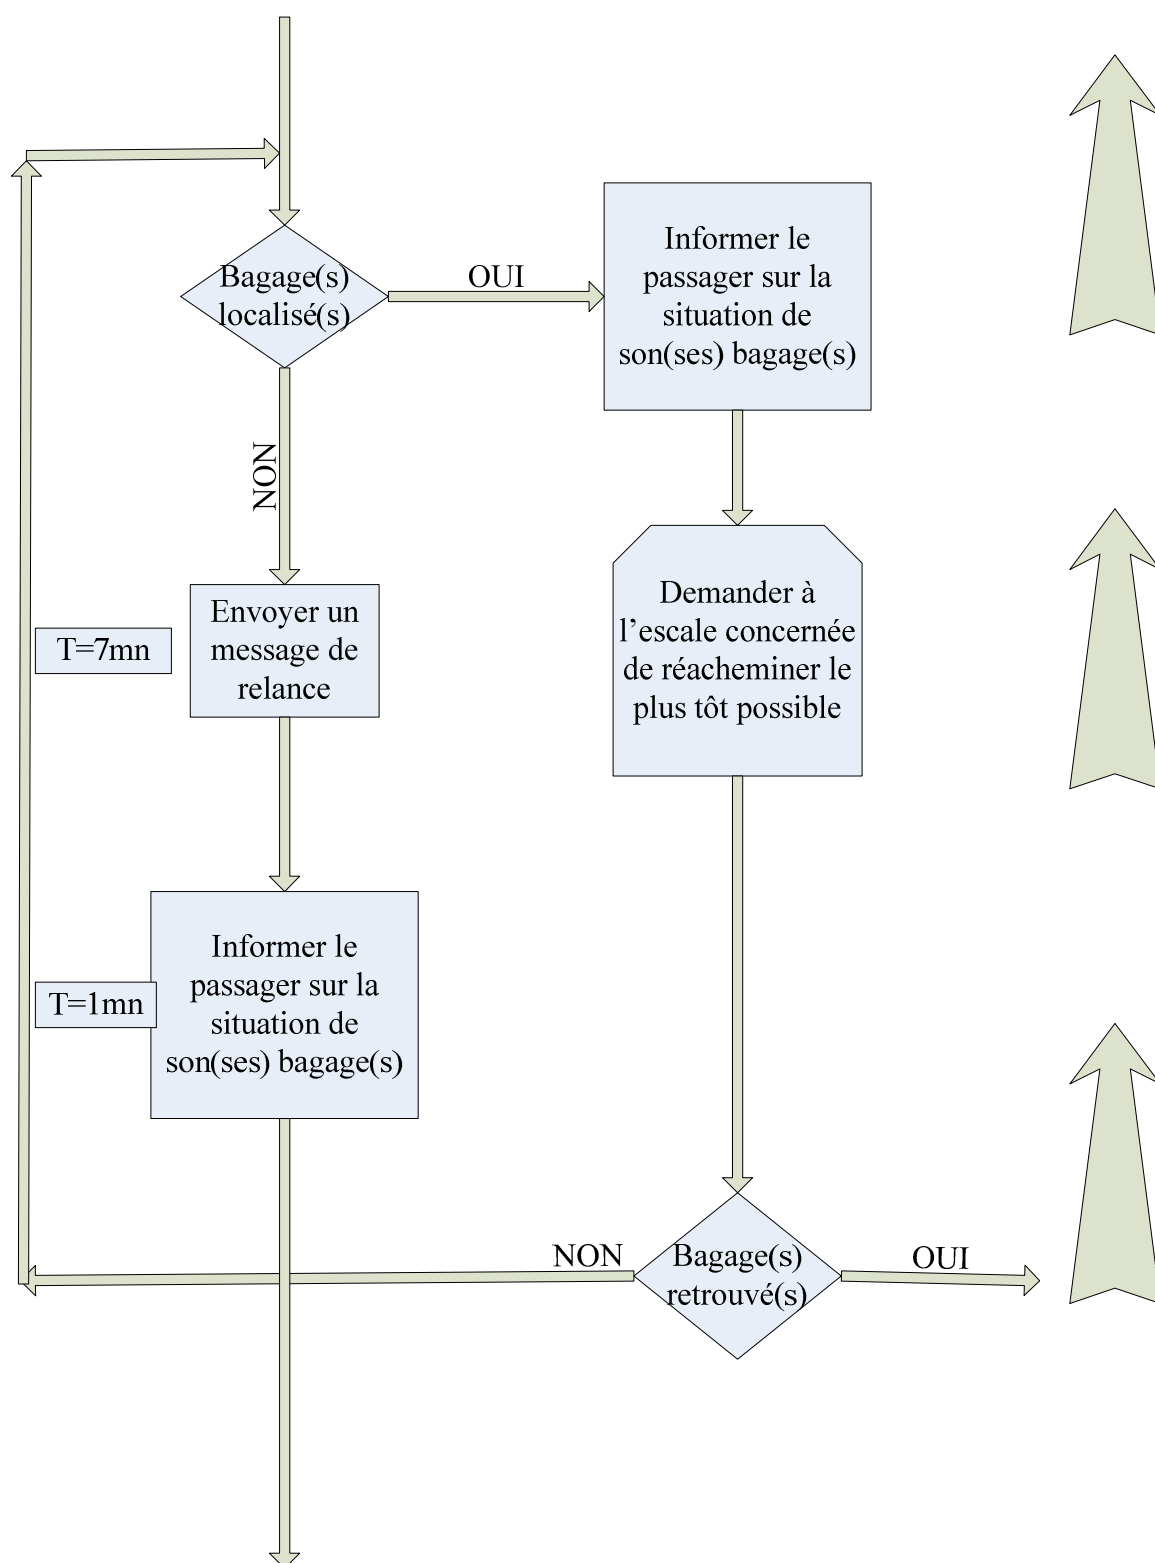 Bagage(s)
localisé(s)
OUI
Informer le
passager sur la
situation de
son(ses) bagage(s)
NON
Envoyer un
message de
relance
T=7mn
Demander à
l’escale concernée
de réacheminer le
plus tôt possible
Informer le
passager sur la
situation de
son(ses) bagage(s)
T=1mn
NON
Bagage(s)
retrouvé(s)
OUI